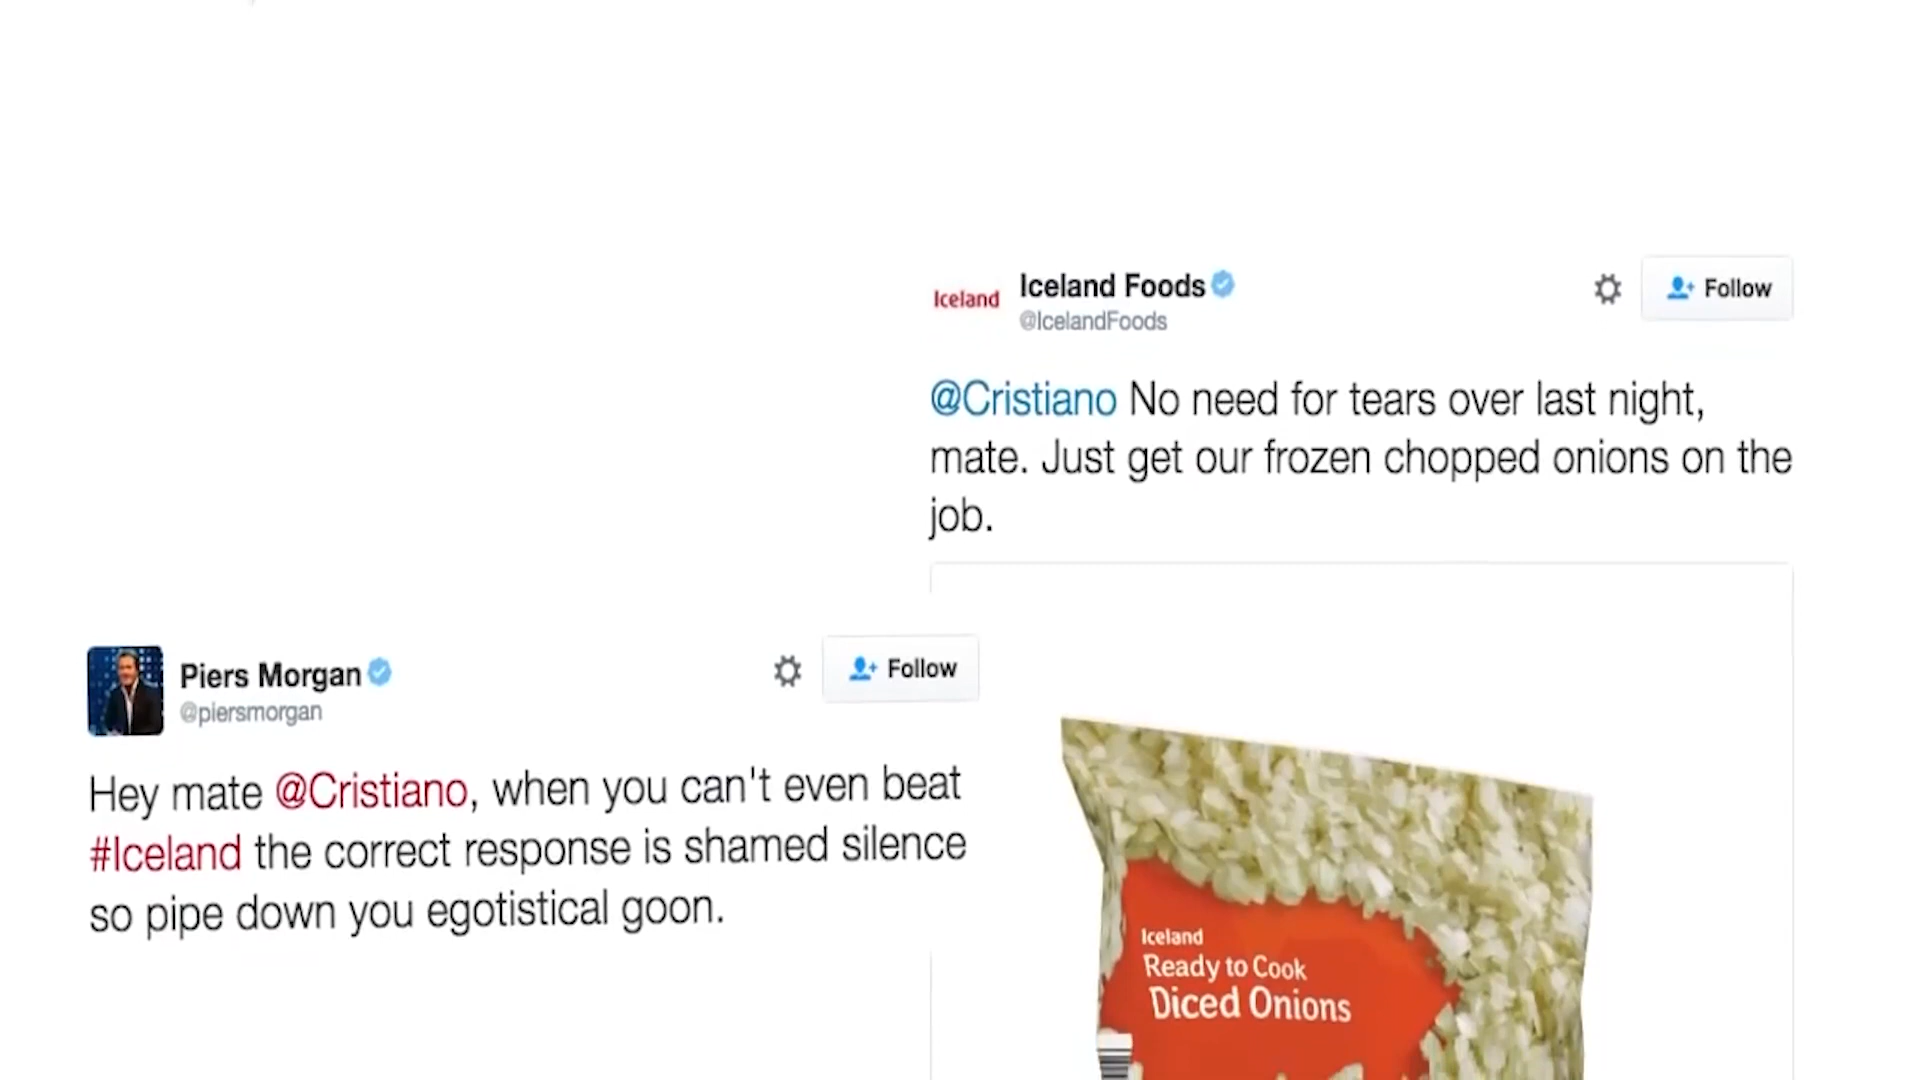 Iceland
Iceland Foods
@IcelandFoods
Follow
@Cristiano No need for tears over last night,
mate. Just get our frozen chopped onions on the
job.
Piers Morgan
@piersmorgan
Follow
Hey mate @Cristiano, when you can't even beat
#Iceland the correct response is shamed silence
so pipe down you egotistical goon.
Iceland
Ready to Cook
Diced Onions